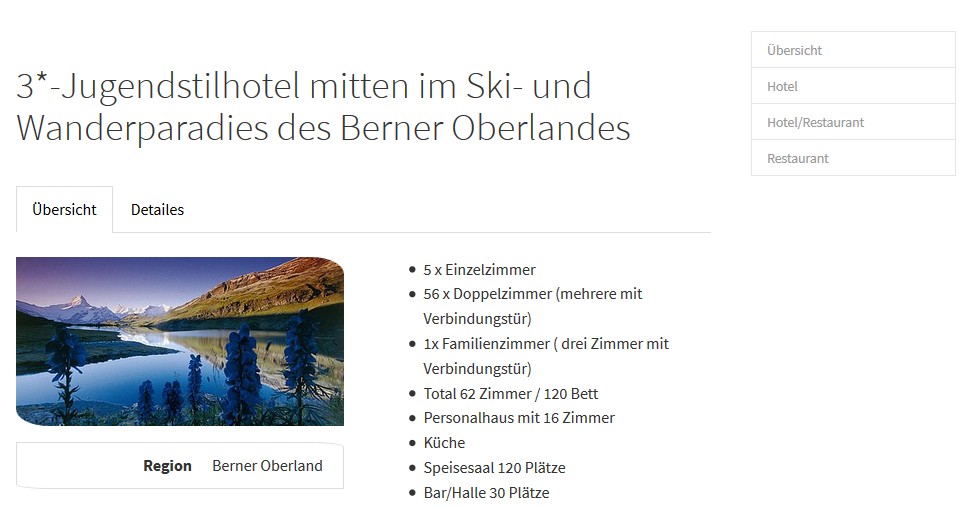 3*-Jugendstilhotel mitten im Ski- und
Wanderparadies des Berner Oberlandes
Übersicht
Detailes
Region Berner Oberland
5 x Einzelzimmer
56 x Doppelzimmer (mehrere mit
Verbindungstür)
1x Familienzimmer ( drei Zimmer mit
Verbindungstür)
Total 62 Zimmer / 120 Bett
Personalhaus mit 16 Zimmer
Küche
Speisesaal 120 Plätze
Bar/Halle 30 Plätze
Übersicht
Hotel
Hotel/Restaurant
Restaurant